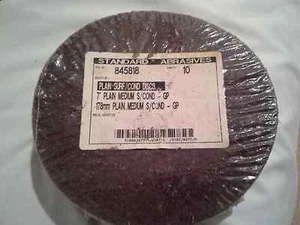 STANDARD ABRASIVES
845818 10
PLAIN SURF/COND DISCS
7" PLAIN MEDIUM S/COND - GP
178mm PLAIN MEDIUM S/COND - GP